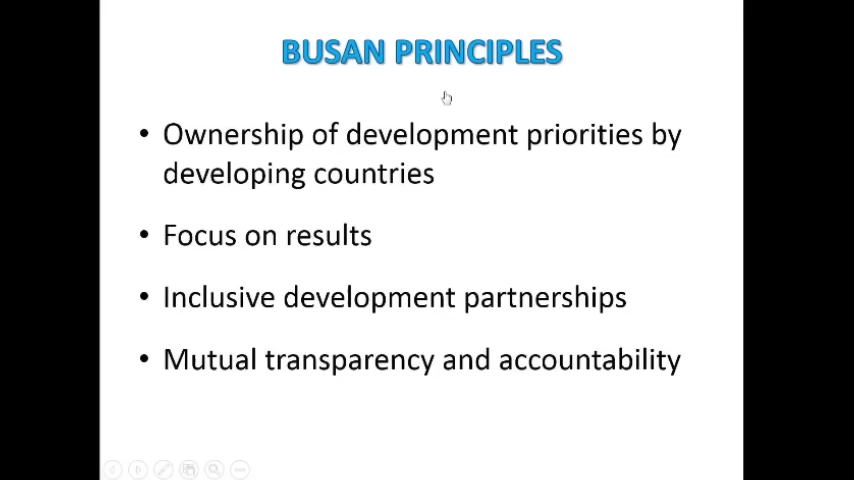 BUSAN PRINCIPLES
• Ownership of development priorities by
developing countries
• Focus on results
• Inclusive development partnerships
• Mutual transparency and accountability